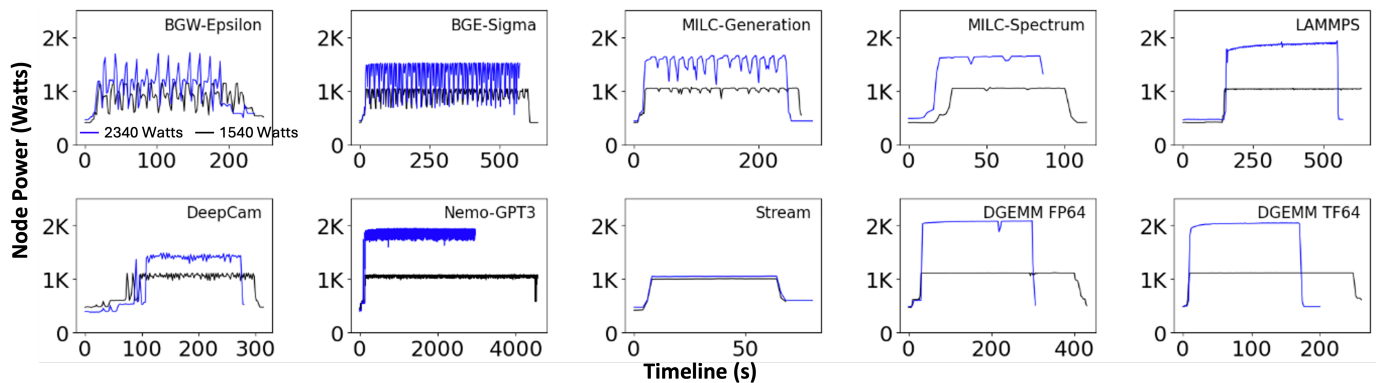 Node Power (Watts)
BGW-Epsilon
2K
1K
0
0 100 200
2340 Watts 1540 Watts
BGE-Sigma
2K
1K
0
0 250 500
MILC-Generation
2K
1K
0
0 200
MILC-Spectrum
2K
1K
0
0 50 100
LAMMPS
2K
1K
0
0 250 500
DeepCam
2K
1K
0
0 100 200 300
Nemo-GPT3
2K
1K
0
0 2000 4000
Stream
2K
1K
0
0 50
DGEMM FP64
2K
1K
0
0 200 400
DGEMM TF64
2K
1K
0
0 100 200
Timeline (s)